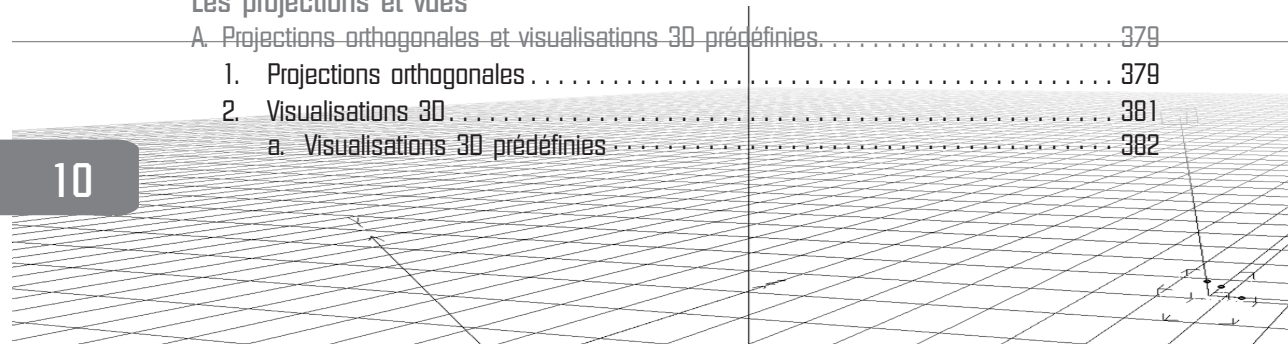 Les projections et vues
A. Projections orthogonales et visualisations 3D prédéfinies. . . . . . . . . . . . . . . . . . . . . . 379
1. Projections orthogonales . . . . . . . . . . . . . . . . . . . . . . . . . . . . . . . . . . . . . . . . . . . 379
2. Visualisations 3D. . . . . . . . . . . . . . . . . . . . . . . . . . . . . . . . . . . . . . . . . . . . . . . . . 381
a. Visualisations 3D prédéfinies . . . . . . . . . . . . . . . . . . . . . . . . . . . . . . . . . . . . . 382
10